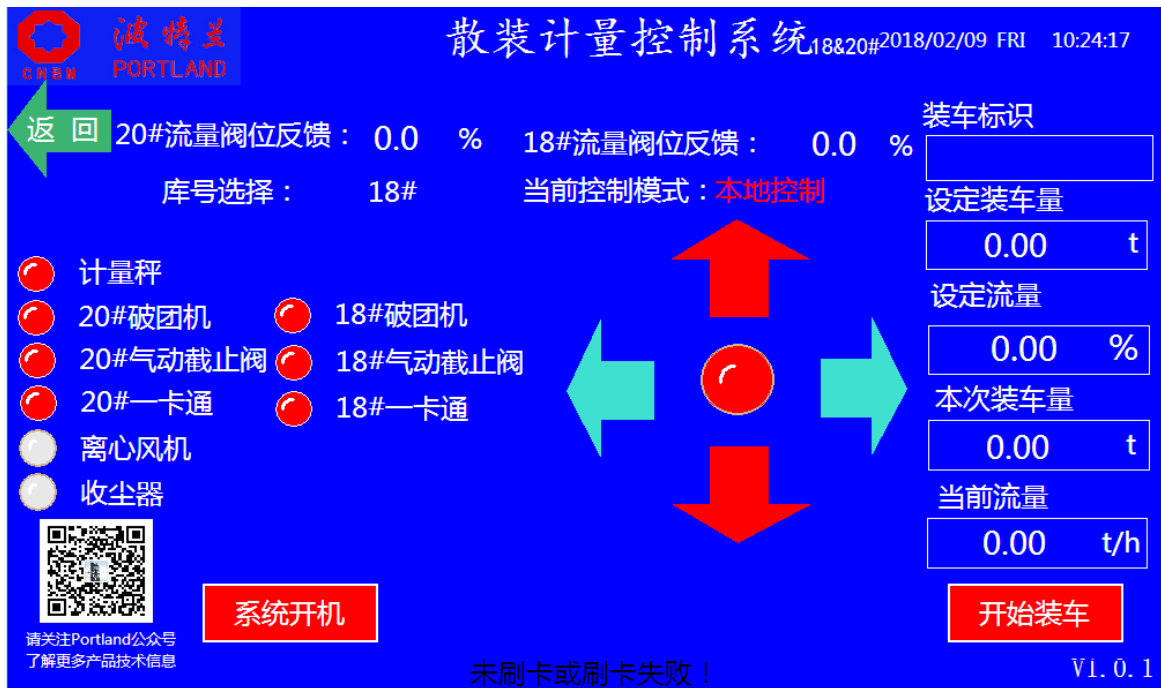 波特兰
CNBM PORTLAND
散装计量控制系统18&20# 2018/02/09 FRI 10:24:17
返 回
20#流量阀位反馈： 0.0 %
18#流量阀位反馈： 0.0 %
库号选择： 18#
当前控制模式：本地控制
计量秤
20#破团机 18#破团机
20#气动截止阀 18#气动截止阀
20#一卡通 18#一卡通
离心风机
收尘器
请关注Portland公众号
了解更多产品技术信息
系统开机
未刷卡或刷卡失败！
装车标识
设定装车量
0.00 t
设定流量
0.00 %
本次装车量
0.00 t
当前流量
0.00 t/h
开始装车
V1.0.1